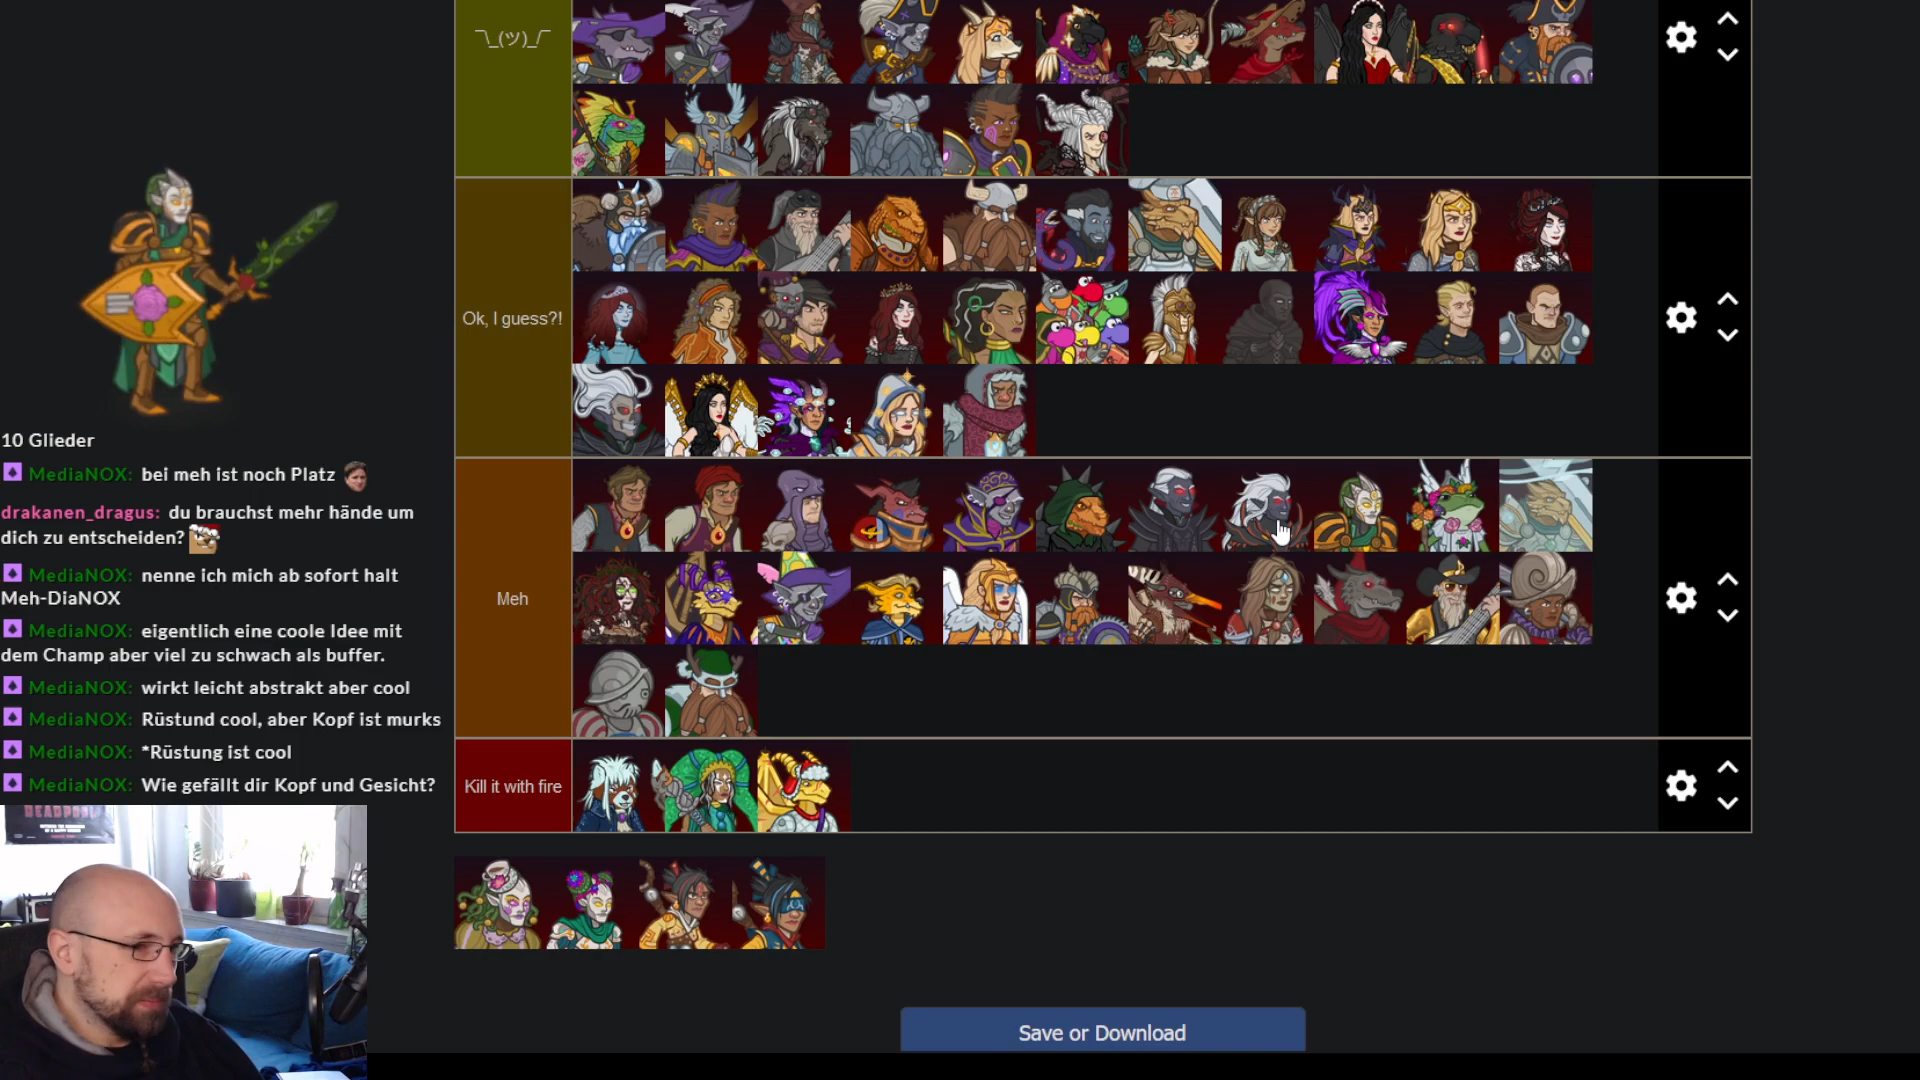 ¯\_(ツ)_/¯
Ok, I guess?!
Meh
Kill it with fire
10 Glieder
MediaNOX: bei meh ist noch Platz
drakanen_dragus: du brauchst mehr hände um
dich zu entscheiden?
MediaNOX: nenne ich mich ab sofort halt
Meh-DiaNOX
MediaNOX: eigentlich eine coole Idee mit
dem Champ aber viel zu schwach als buffer.
MediaNOX: wirkt leicht abstrakt aber cool
MediaNOX: Rüstund cool, aber Kopf ist murks
MediaNOX: *Rüstung ist cool
MediaNOX: Wie gefällt dir Kopf und Gesicht?
DEADPOOL
Save or Download